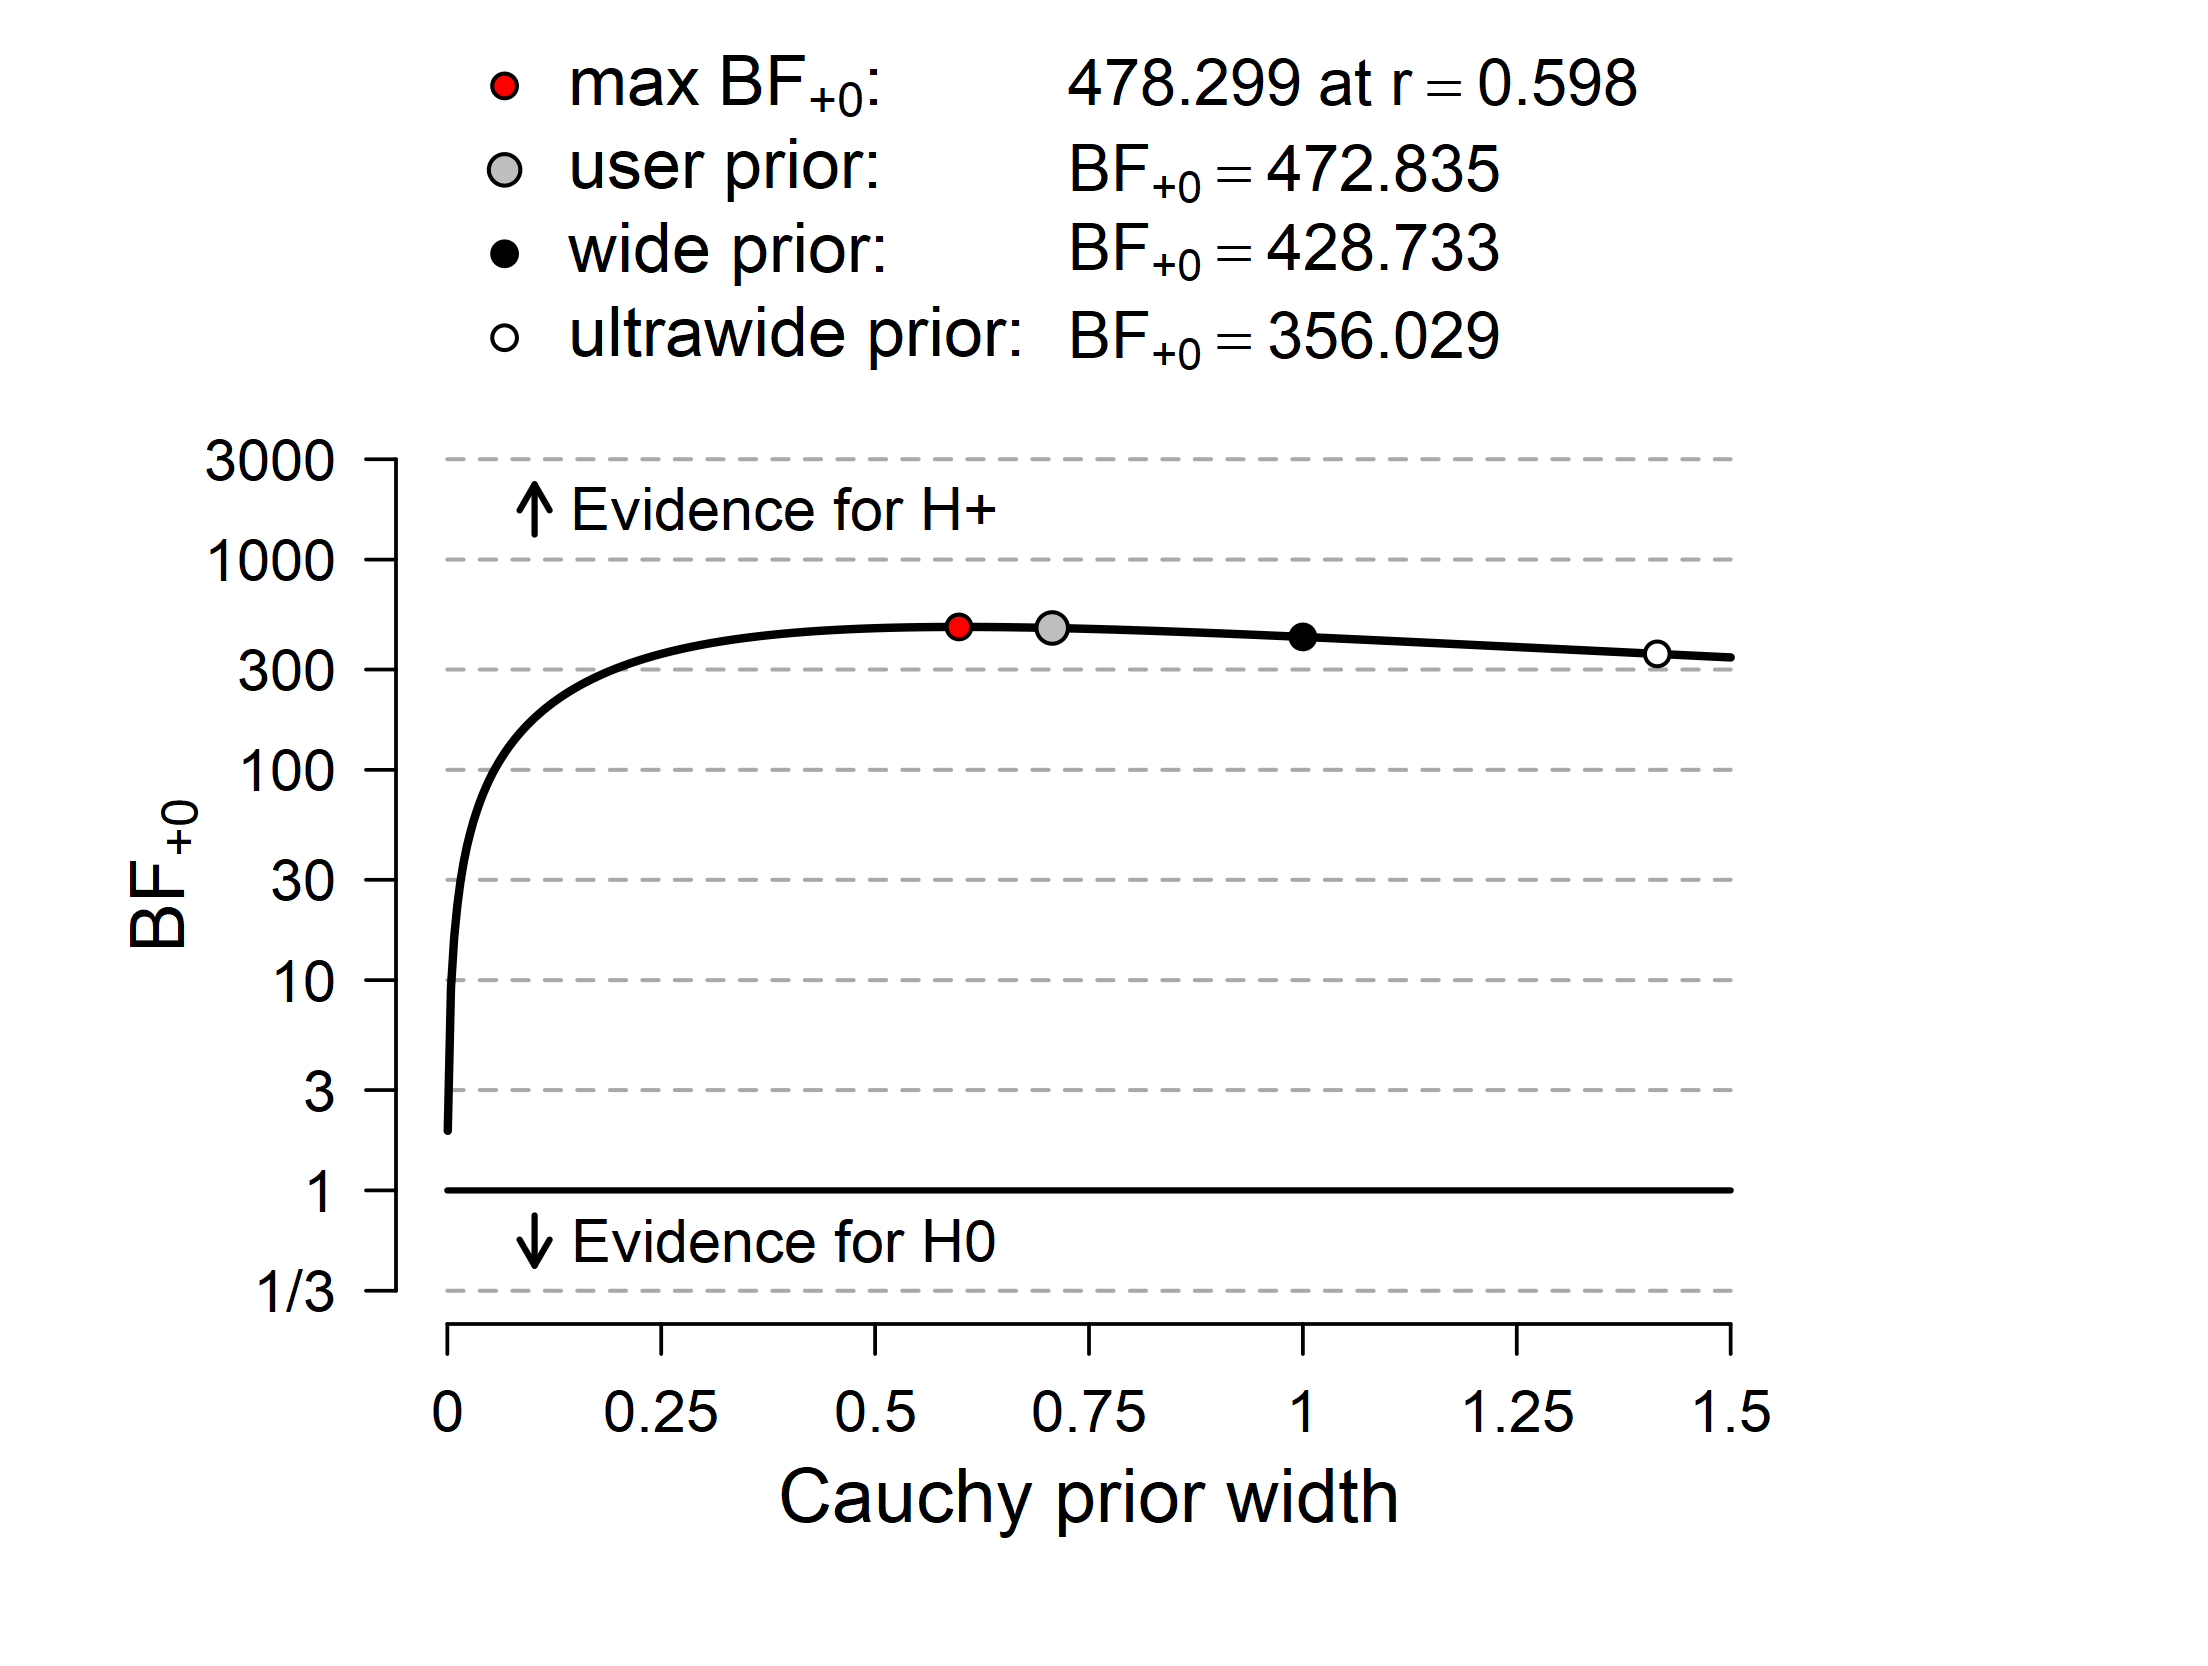 max BF+0: 478.299 at r = 0.598
user prior: BF+0 = 472.835
wide prior: BF+0 = 428.733
ultrawide prior: BF+0 = 356.029
3000
Evidence for H+
1000
300
100
30
10
3
1
Evidence for H0
1/3
BF+0
0 0.25 0.5 0.75 1 1.25 1.5
Cauchy prior width